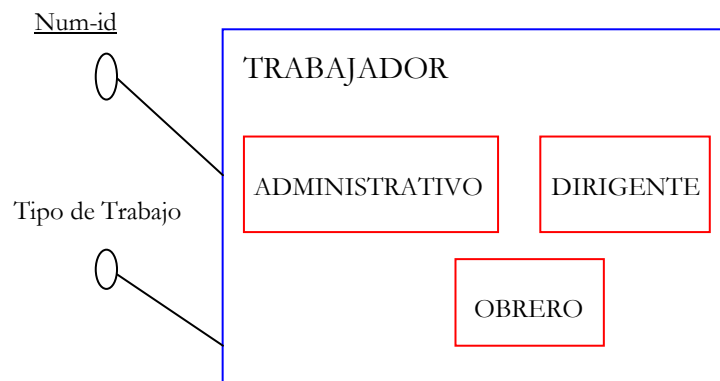 Num-id
TRABAJADOR
ADMINISTRATIVO
DIRIGENTE
Tipo de Trabajo
OBRERO